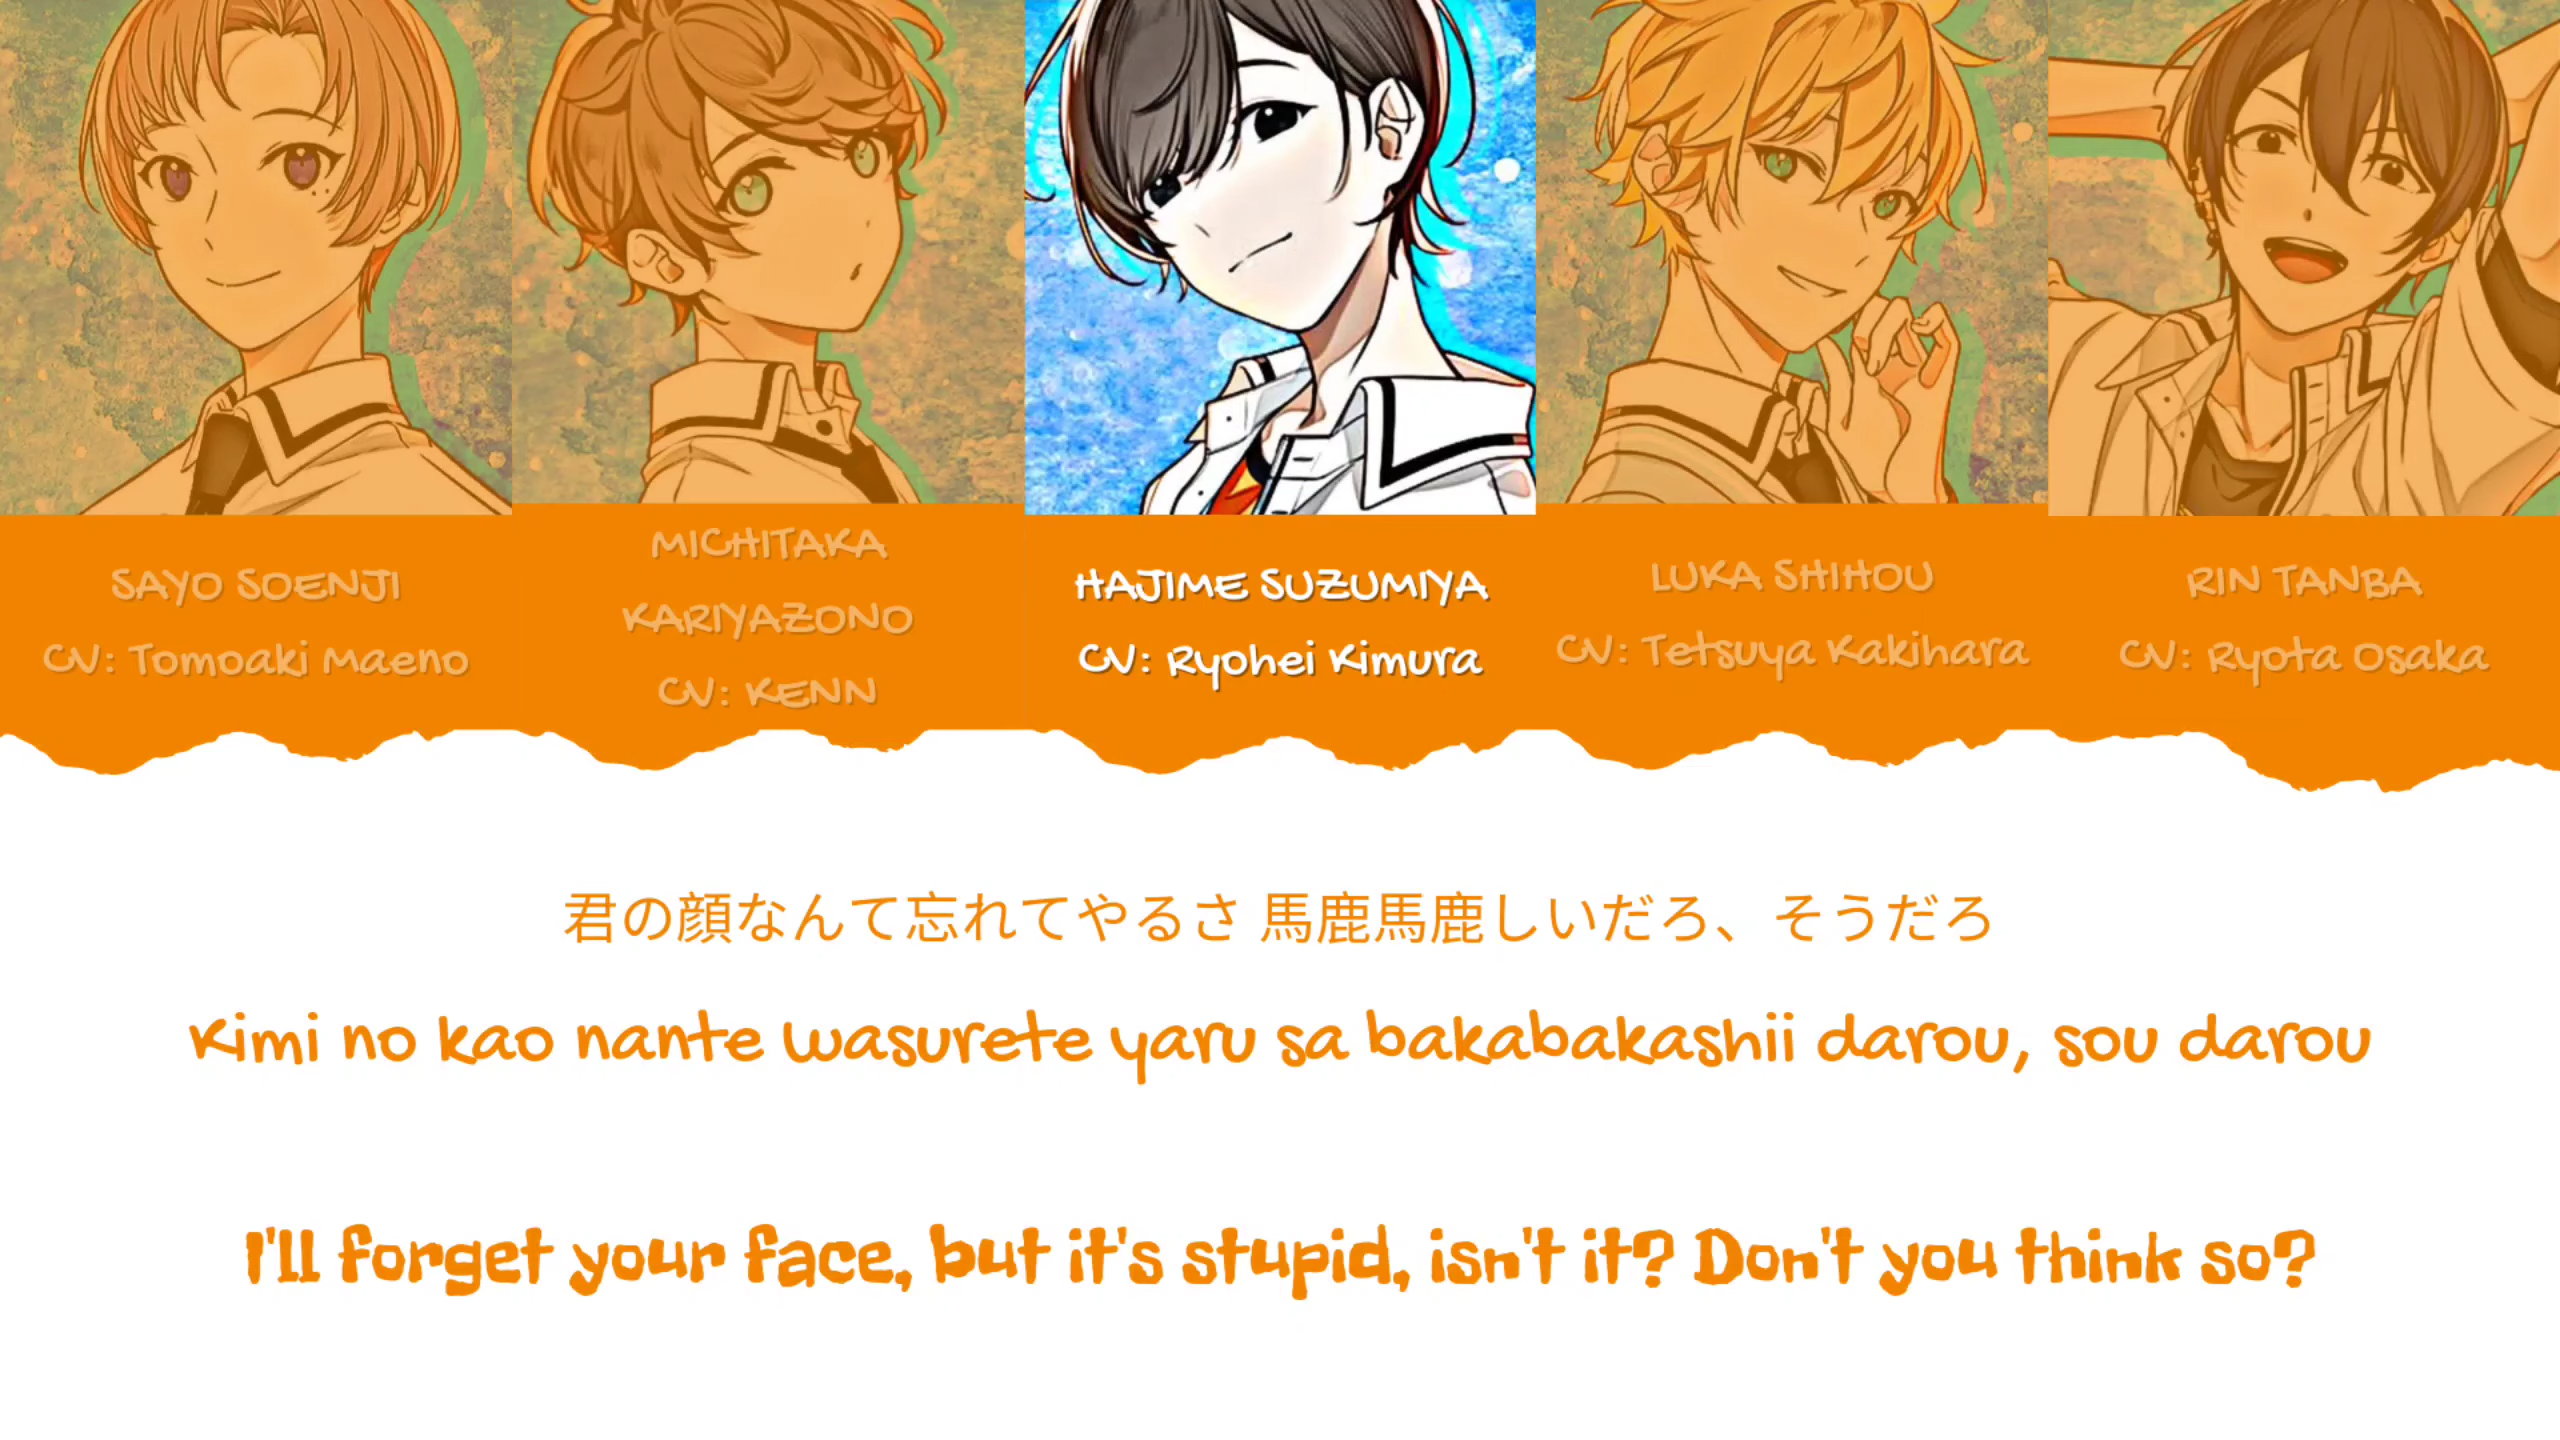 SAYO SOENJI
CV: Tomoaki Maeno
MICHITAKA
KARIYAZONO
CV: KENN
HAJIME SUZUMIYA
CV: Ryohei Kimura
LUKA SHIHOU
CV: Tetsuya Kakihara
RIN TANBA
CV: Ryota Osaka
君の顔なんて忘れてやるさ 馬鹿馬鹿しいだろ、そうだろ
Kimi no kao nante wasurete yaru sa bakabakashii darou, sou darou
I'll forget your face, but it's stupid, isn't it? Don't you think so?